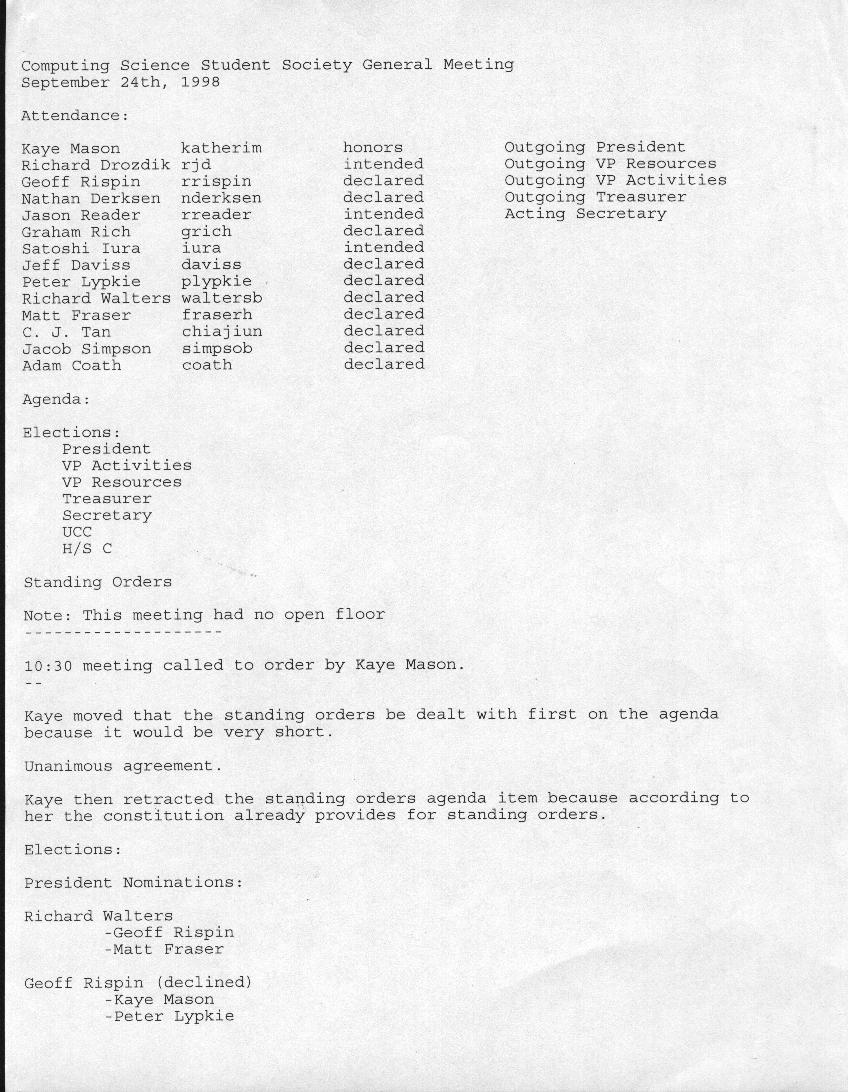 Computing Science Student Society General Meeting
September 24th, 1998
Attendance:
Kaye Mason katherim honors Outgoing President
Richard Drozdik rjd intended Outgoing VP Resources
Geoff Rispin rrispin declared Outgoing VP Activities
Nathan Derksen nderksen declared Outgoing Treasurer
Jason Reader rreader intended Acting Secretary
Graham Rich grich declared
Satoshi Iura iura intended
Jeff Daviss daviss declared
Peter Lypkie plypkie declared
Richard Walters waltersb declared
Matt Fraser fraserh declared
C. J. Tan chiajiun declared
Jacob Simpson simpsob declared
Adam Coath coath declared
Agenda:
Elections:
President
VP Activities
VP Resources
Treasurer
Secretary
UCC
H/S C
Standing Orders
Note: This meeting had no open floor
--------------------
10:30 meeting called to order by Kaye Mason.
--
Kaye moved that the standing orders be dealt with first on the agenda
because it would be very short.
Unanimous agreement.
Kaye then retracted the standing orders agenda item because according to
her the constitution already provides for standing orders.
Elections:
President Nominations:
Richard Walters
-Geoff Rispin
-Matt Fraser
Geoff Rispin (declined)
-Kaye Mason
-Peter Lypkie